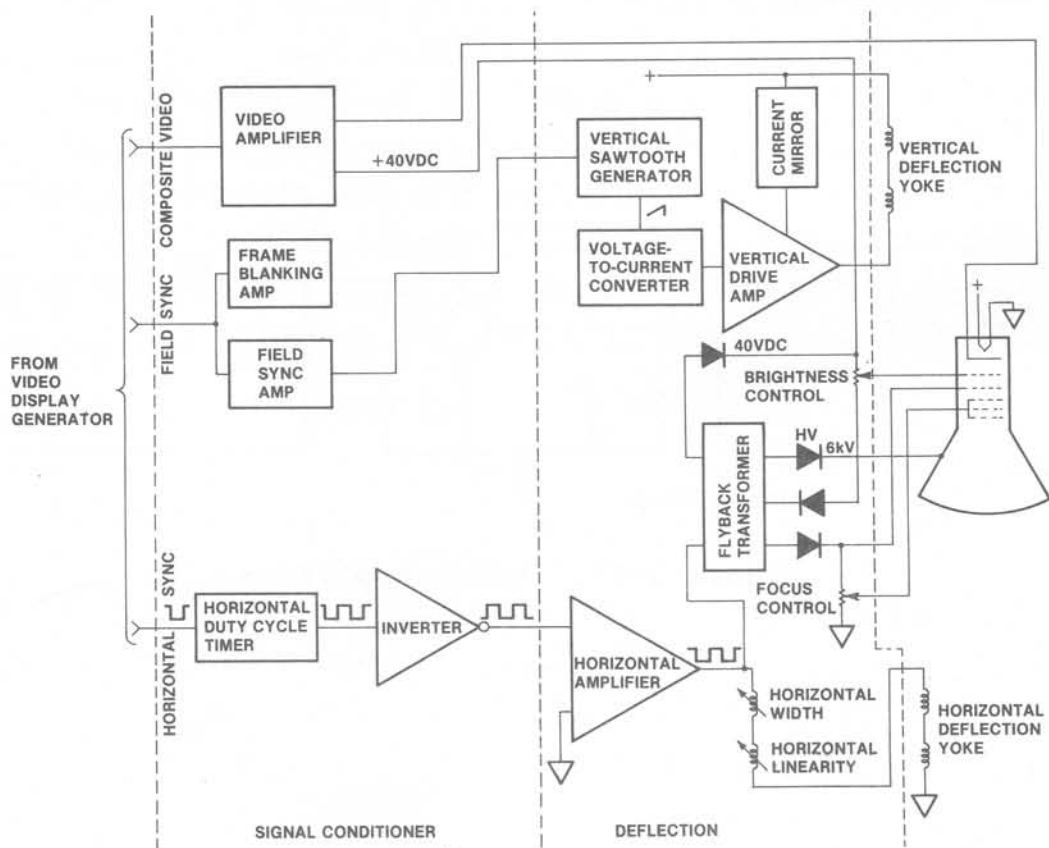 COMPOSITE VIDEO
VIDEO
AMPLIFIER
+40VDC
+
VERTICAL
SAWTOOTH
GENERATOR
CURRENT
MIRROR
VERTICAL
DEFLECTION
YOKE
FIELD SYNC
FRAME
BLANKING
AMP
FIELD
SYNC
AMP
VOLTAGE-
TO-CURRENT
CONVERTER
VERTICAL
DRIVE
AMP
+
FROM
VIDEO
DISPLAY
GENERATOR
40VDC
BRIGHTNESS
CONTROL
FLYBACK
TRANSFORMER
HV
6kV
FOCUS
CONTROL
HORIZONTAL SYNC
HORIZONTAL
DUTY CYCLE
TIMER
INVERTER
HORIZONTAL
AMPLIFIER
HORIZONTAL
WIDTH
HORIZONTAL
LINEARITY
HORIZONTAL
DEFLECTION
YOKE
SIGNAL CONDITIONER
DEFLECTION